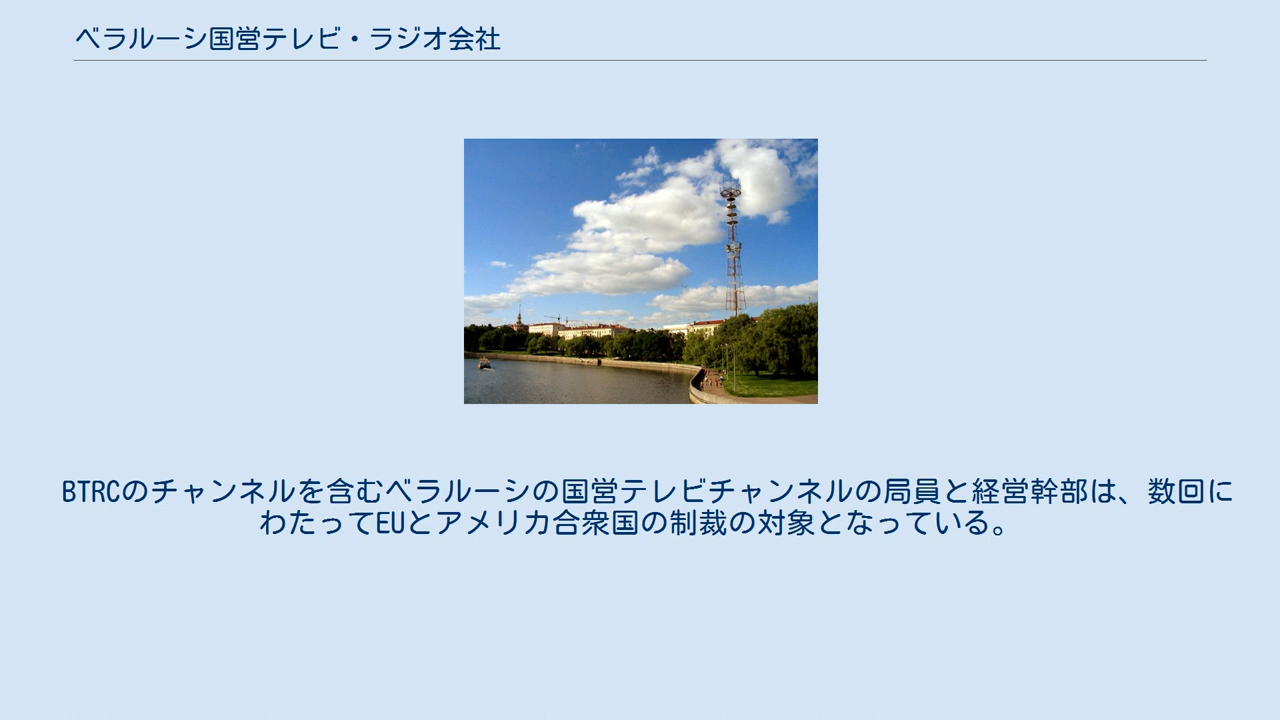 ベラルーシ国営テレビ・ラジオ会社
BTRCのチャンネルを含むベラルーシの国営テレビチャンネルの局員と経営幹部は、数回に
わたってEUとアメリカ合衆国の制裁の対象となっている。